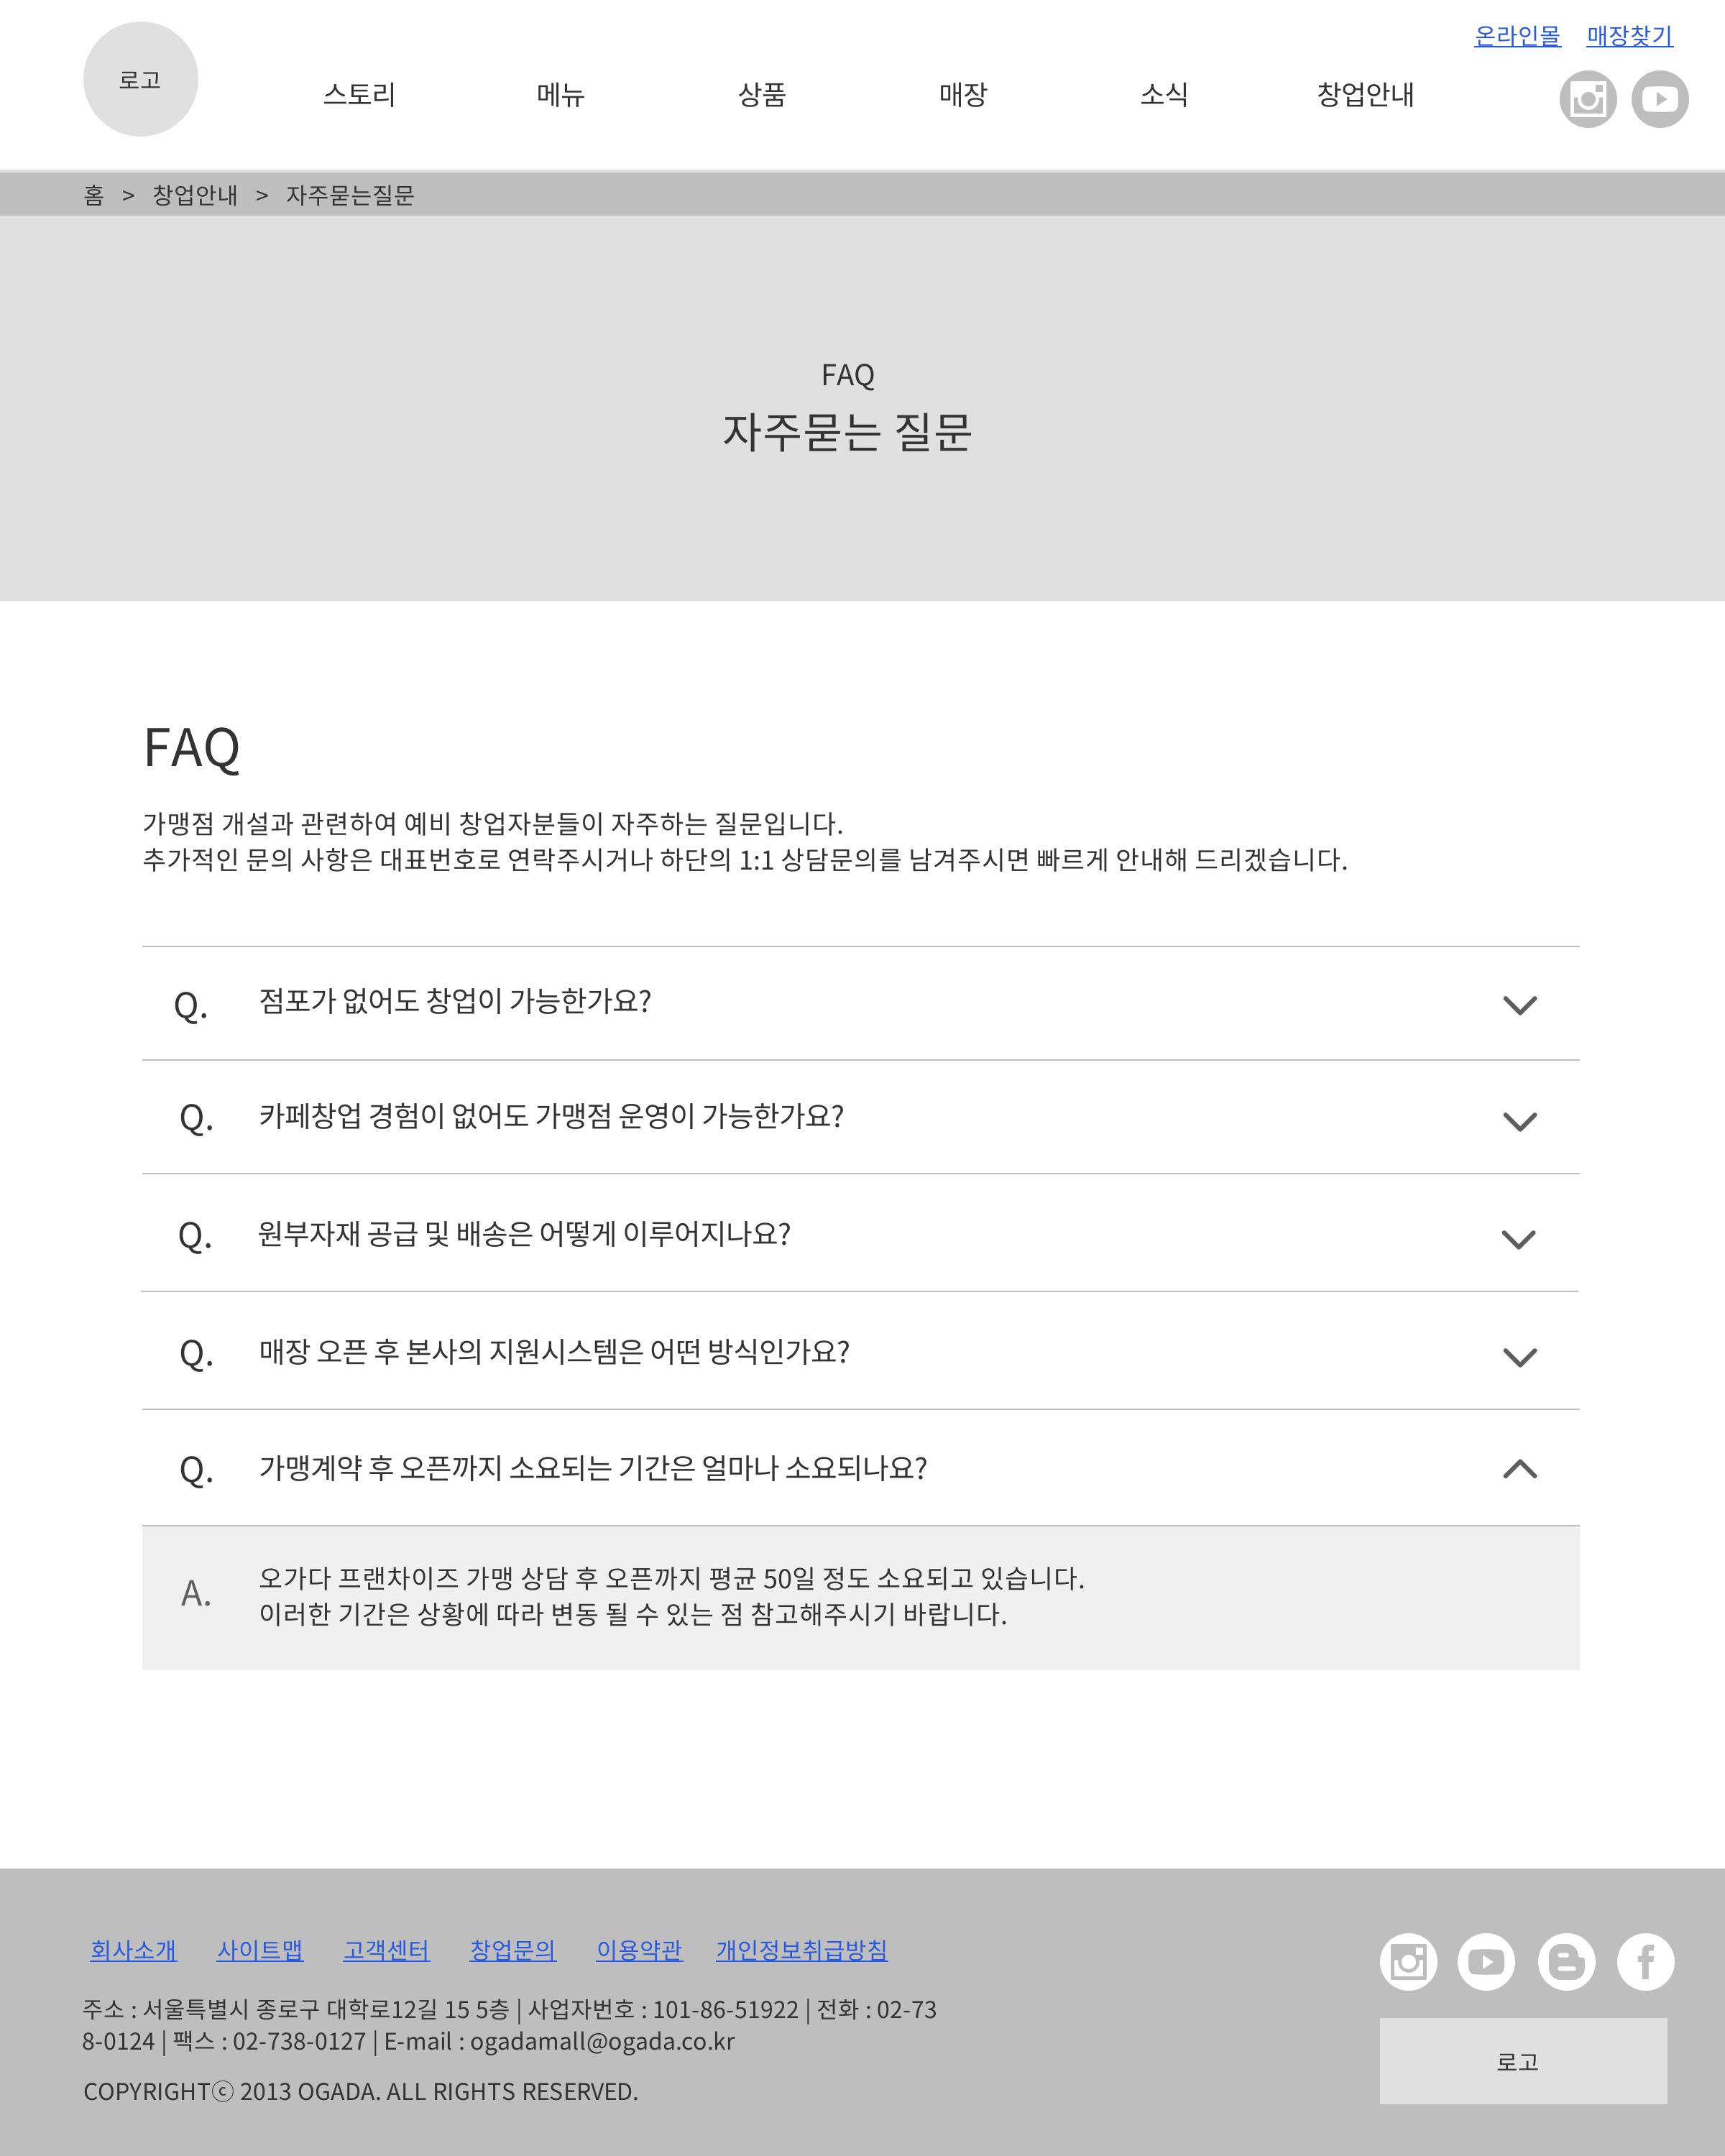 온라인몰 매장찾기
로고
스토리 메뉴 상품 매장 소식 창업안내
홈 > 창업안내 > 자주묻는질문
FAQ
자주묻는 질문
FAQ
가맹점 개설과 관련하여 예비 창업자분들이 자주하는 질문입니다.
추가적인 문의 사항은 대표번호로 연락주시거나 하단의 1:1 상담문의를 남겨주시면 빠르게 안내해 드리겠습니다.
Q. 점포가 없어도 창업이 가능한가요?
Q. 카페창업 경험이 없어도 가맹점 운영이 가능한가요?
Q. 원부자재 공급 및 배송은 어떻게 이루어지나요?
Q. 매장 오픈 후 본사의 지원시스템은 어떤 방식인가요?
Q. 가맹계약 후 오픈까지 소요되는 기간은 얼마나 소요되나요?
A. 오가다 프랜차이즈 가맹 상담 후 오픈까지 평균 50일 정도 소요되고 있습니다.
이러한 기간은 상황에 따라 변동 될 수 있는 점 참고해주시기 바랍니다.
회사소개 사이트맵 고객센터 창업문의 이용약관 개인정보취급방침
주소 : 서울특별시 종로구 대학로12길 15 5층 | 사업자번호 : 101-86-51922 | 전화 : 02-73
8-0124 | 팩스 : 02-738-0127 | E-mail : ogadamall@ogada.co.kr
COPYRIGHTⓒ 2013 OGADA. ALL RIGHTS RESERVED.
로고